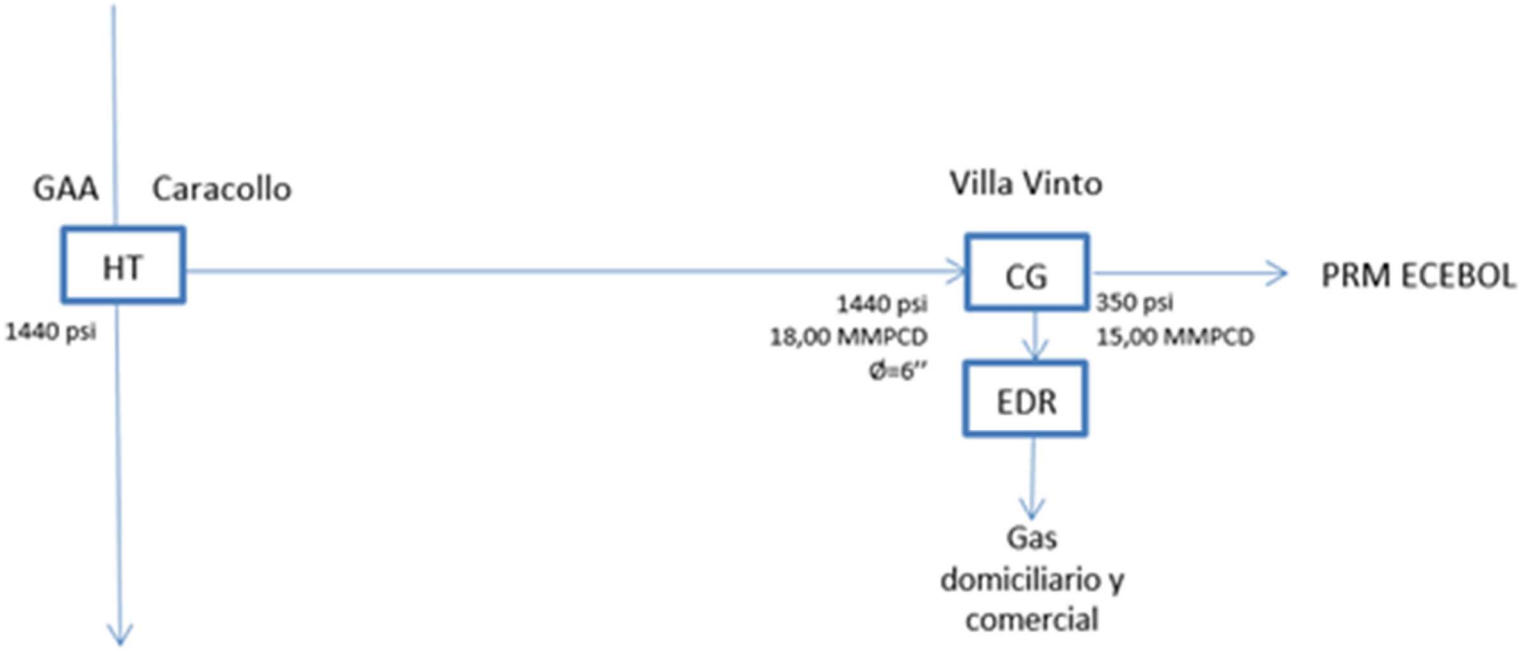 GAA
Caracollo
HT
1440 psi
Villa Vinto
CG
PRM ECEBOL
1440 psi
18,00 MMPCD
Ø=6’’
350 psi
15,00 MMPCD
EDR
Gas
domiciliario y
comercial